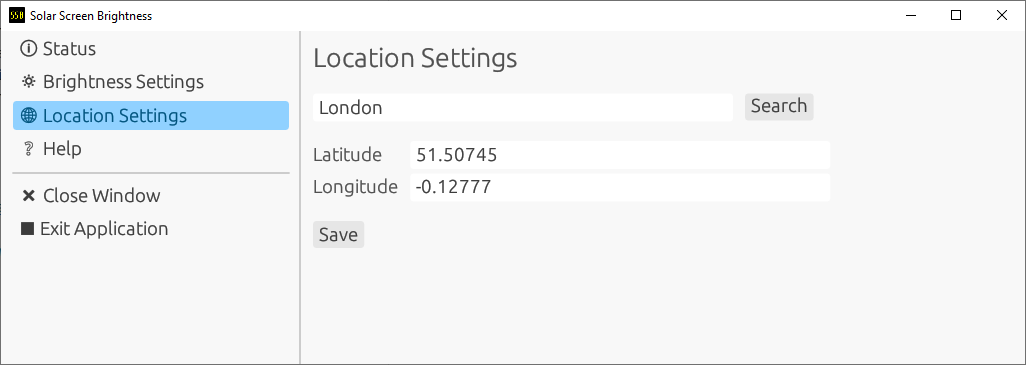 SSB Solar Screen Brightness
Status
Brightness Settings
Location Settings
Help
Close Window
Exit Application
Location Settings
London Search
Latitude 51.50745
Longitude -0.12777
Save